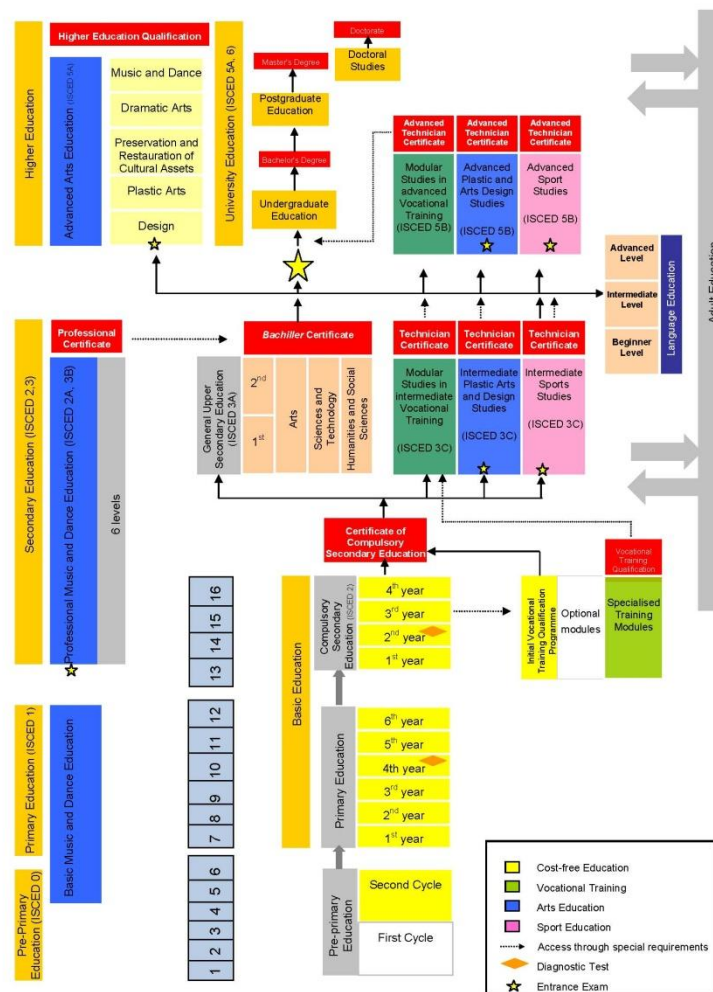 Higher Education
Higher Education Qualification
Advanced Arts Education (ISCED 5A)
Music and Dance
Dramatic Arts
Preservation and
Restauration of
Cultural Assets
Plastic Arts
Design
University Education (ISCED 5A, 6)
Doctorate
Doctoral
Studies
Master's Degree
Postgraduate
Education
Bachelor's Degree
Undergraduate
Education
Advanced
Technician
Certificate
Advanced
Technician
Certificate
Advanced
Technician
Certificate
Modular
Studies in
advanced
Vocational
Training
(ISCED 5B)
Advanced
Plastic and
Arts Design
Studies
(ISCED 5B)
Advanced
Sport
Studies
(ISCED 5B)
Advanced
Level
Intermediate
Level
Beginner
Level
Language Education
Adult Education
Secondary Education (ISCED 2,3)
Professional
Certificate
Professional Music and Dance Education (ISCED 2A, 3B)
6 levels
Bachiller Certificate
General Upper
Secondary Education
(ISCED 3A)
2nd
1st
Arts
Sciences and
Technology
Humanities and Social
Sciences
Technician
Certificate
Technician
Certificate
Technician
Certificate
Modular
Studies in
intermediate
Vocational
Training
(ISCED 3C)
Intermediate
Plastic Arts
and Design
Studies
(ISCED 3C)
Intermediate
Sports
Studies
(ISCED 3C)
Certificate of
Compulsory
Secondary Education
Vocational
Training
Qualification
Basic Education
Compulsory
Secondary
Education (ISCED 2)
4th year
3rd year
2nd year
1st year
Initial Vocational
Training Qualification
Programme
Optional
modules
Specialised
Training
Modules
16
15
14
13
Primary Education (ISCED 1)
Basic Music and Dance Education
12
11
10
9
8
7
Primary Education
6th year
5th year
4th year
3rd year
2nd year
1st year
Pre-Primary
Education (ISCED 0)
6
5
4
3
2
1
Pre-primary
Education
Second Cycle
First Cycle
Cost-free Education
Vocational Training
Arts Education
Sport Education
Access through special requirements
Diagnostic Test
Entrance Exam